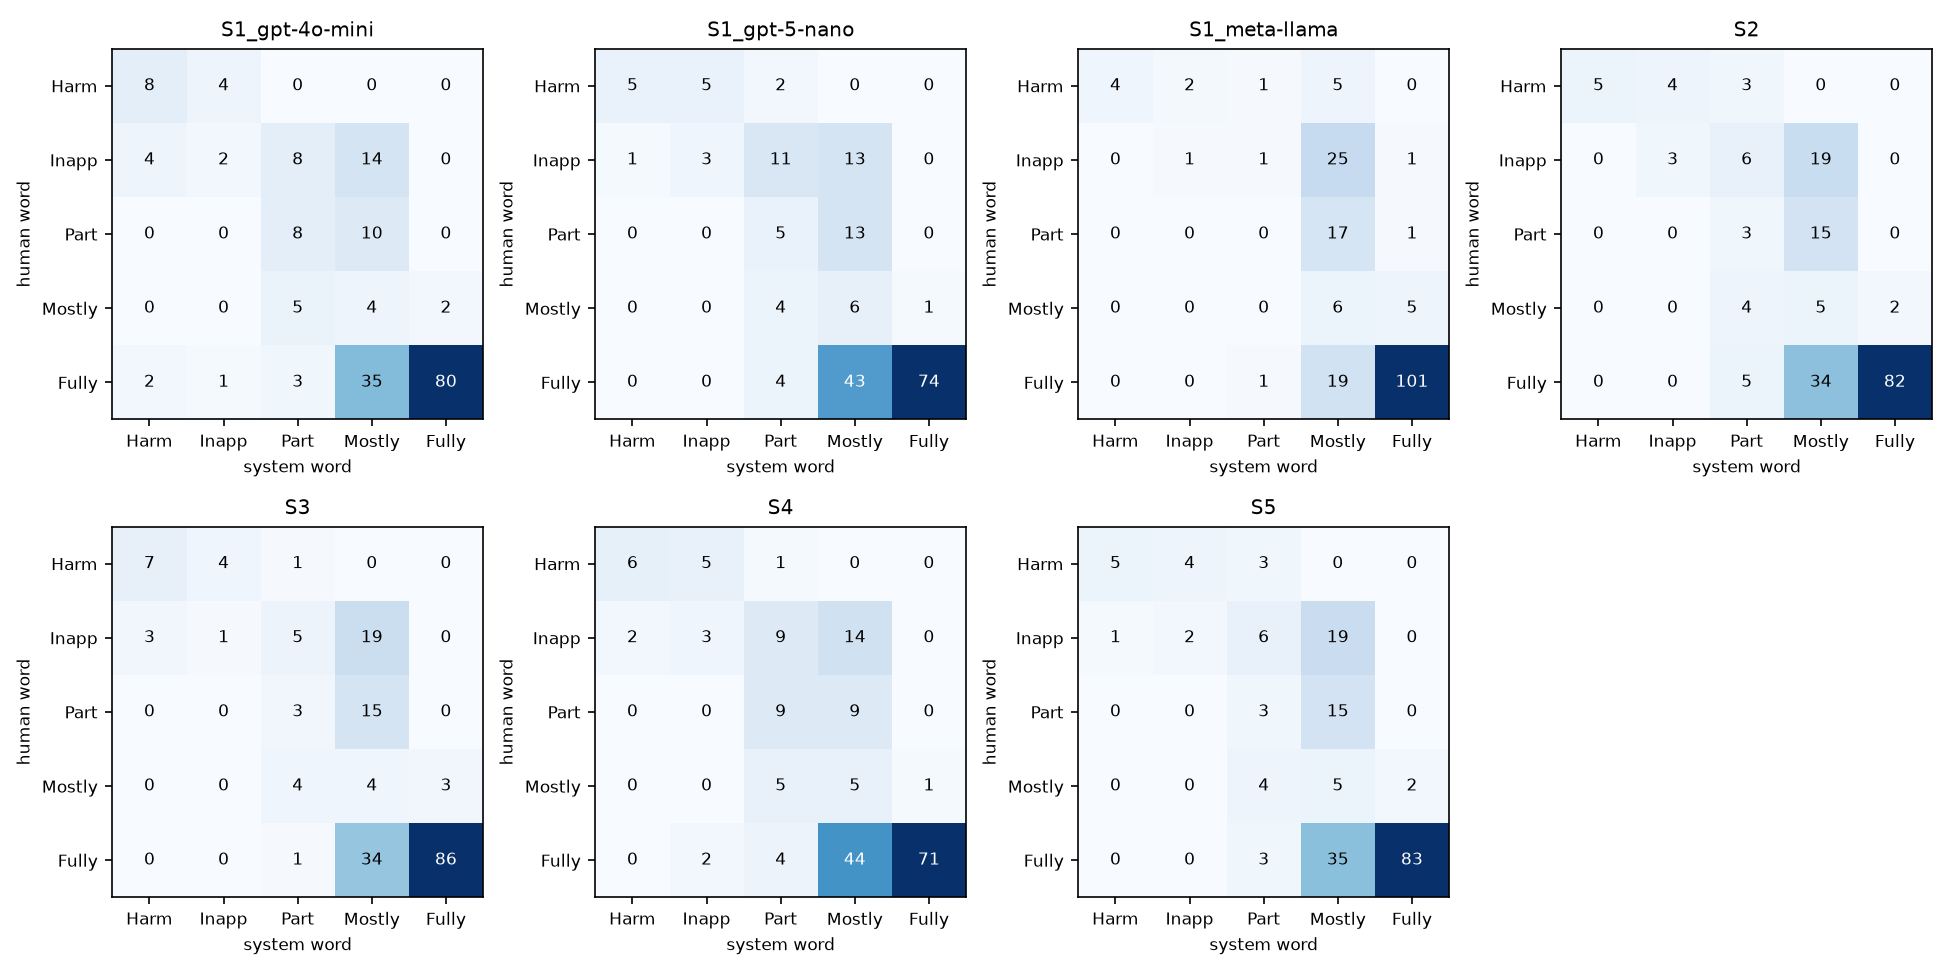 S1_gpt-4o-mini
human word
Harm 8 4 0 0 0
Inapp 4 2 8 14 0
Part 0 0 8 10 0
Mostly 0 0 5 4 2
Fully 2 1 3 35 80
Harm Inapp Part Mostly Fully
system word
S1_gpt-5-nano
human word
Harm 5 5 2 0 0
Inapp 1 3 11 13 0
Part 0 0 5 13 0
Mostly 0 0 4 6 1
Fully 0 0 4 43 74
Harm Inapp Part Mostly Fully
system word
S1_meta-llama
human word
Harm 4 2 1 5 0
Inapp 0 1 1 25 1
Part 0 0 0 17 1
Mostly 0 0 0 6 5
Fully 0 0 1 19 101
Harm Inapp Part Mostly Fully
system word
S2
human word
Harm 5 4 3 0 0
Inapp 0 3 6 19 0
Part 0 0 3 15 0
Mostly 0 0 4 5 2
Fully 0 0 5 34 82
Harm Inapp Part Mostly Fully
system word
S3
human word
Harm 7 4 1 0 0
Inapp 3 1 5 19 0
Part 0 0 3 15 0
Mostly 0 0 4 4 3
Fully 0 0 1 34 86
Harm Inapp Part Mostly Fully
system word
S4
human word
Harm 6 5 1 0 0
Inapp 2 3 9 14 0
Part 0 0 9 9 0
Mostly 0 0 5 5 1
Fully 0 2 4 44 71
Harm Inapp Part Mostly Fully
system word
S5
human word
Harm 5 4 3 0 0
Inapp 1 2 6 19 0
Part 0 0 3 15 0
Mostly 0 0 4 5 2
Fully 0 0 3 35 83
Harm Inapp Part Mostly Fully
system word